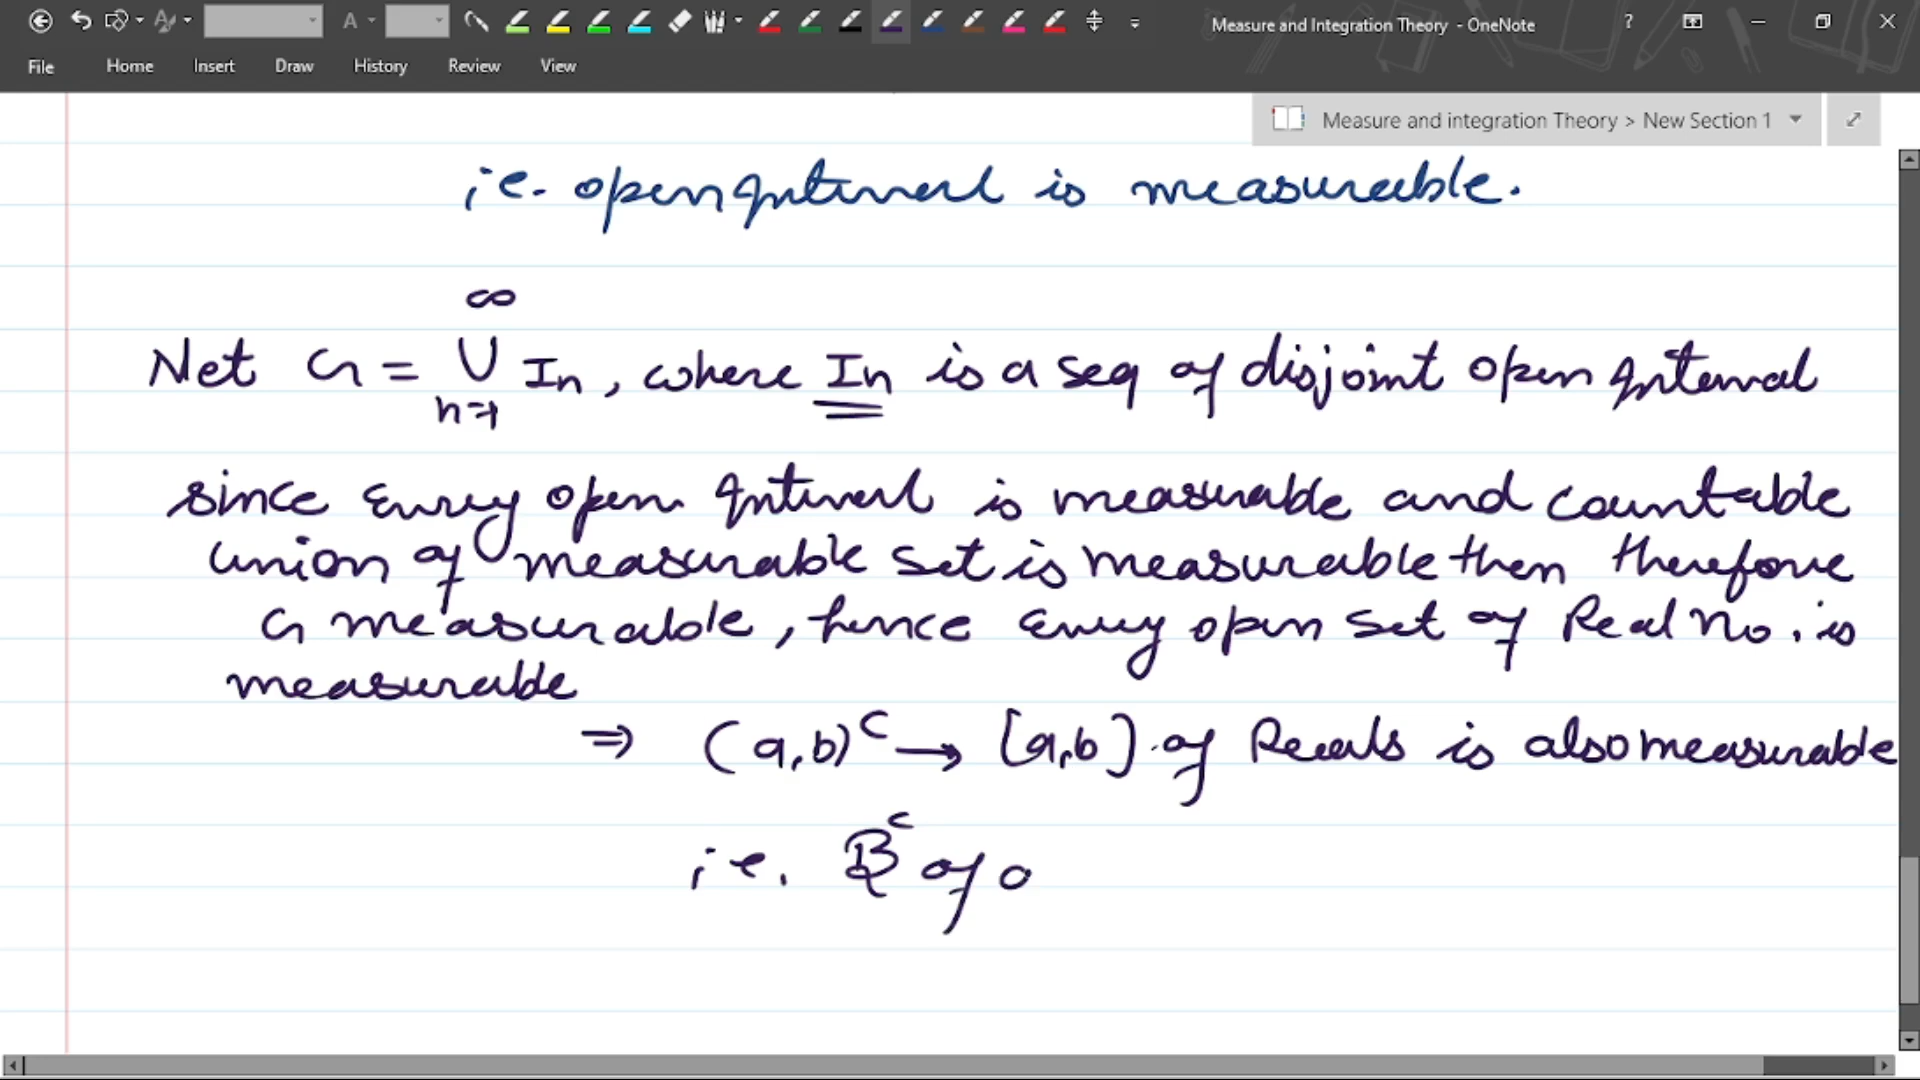 Measure and Integration Theory - OneNote
File Home Insert Draw History Review View
Measure and integration Theory > New Section 1
i.e. open Interval is measureable.
Net G = ∞ ∪ n=1 In, where In is a seq of disjoint open Interval
since Every open Interval is measurable and countable
union of measurable set is measurable then therefore
G measurable, hence Every open set of Real No. is
measurable
⇒ (a,b)^c → [a,b] of Reals is also measurable
i.e. of o